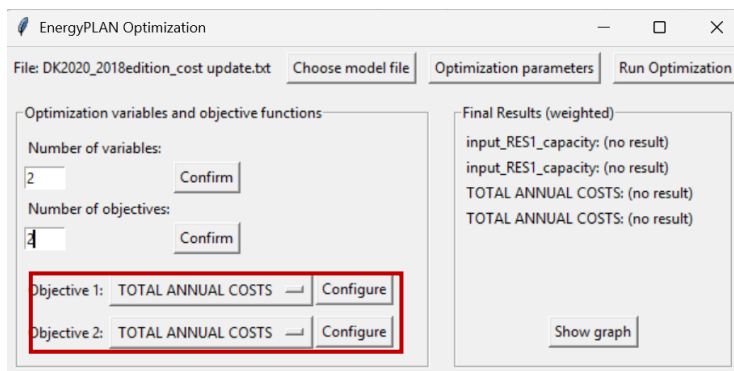 EnergyPLAN Optimization
File: DK2020_2018edition_cost update.txt Choose model file Optimization parameters Run Optimization
Optimization variables and objective functions
Number of variables:
2 Confirm
Number of objectives:
2 Confirm
Objective 1: TOTAL ANNUAL COSTS Configure
Objective 2: TOTAL ANNUAL COSTS Configure
Final Results (weighted)
input_RES1_capacity: (no result)
input_RES1_capacity: (no result)
TOTAL ANNUAL COSTS: (no result)
TOTAL ANNUAL COSTS: (no result)
Show graph